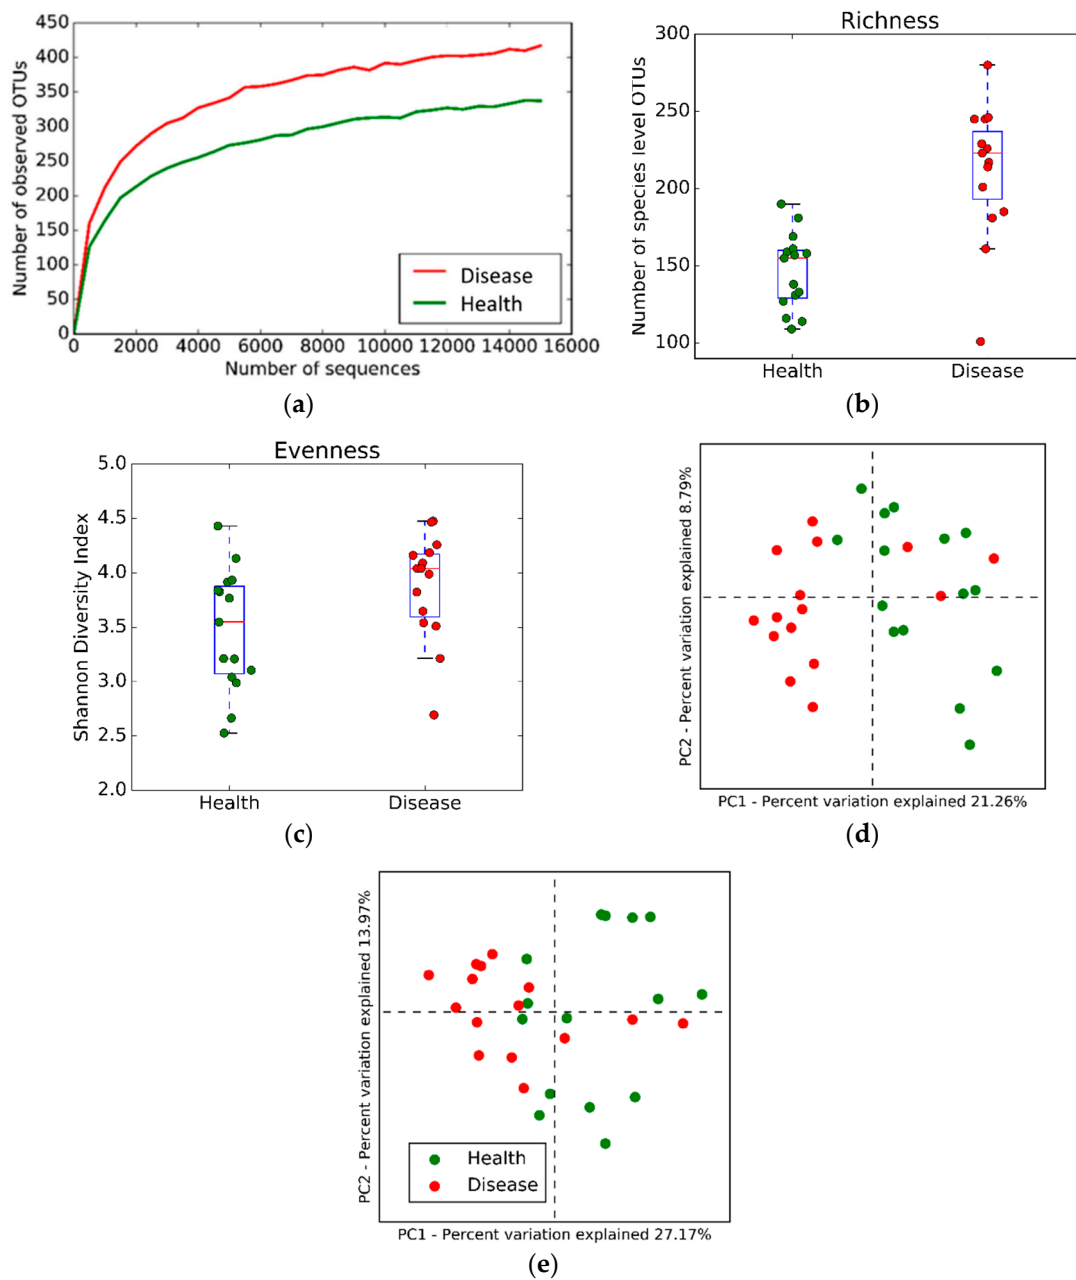 450
400
350
300
250
200
150
300
50
0
Number of observed OTUs
Disease
Health
0 2000 4000 6000 8000 10000 12000 14000 16000
Number of sequences
(a)
Richness
300
250
200
150
100
Number of species level OTUs
Health Disease
(b)
Evenness
5.0
4.5
4.0
3.5
3.0
2.5
2.0
Shannon Diversity Index
Health Disease
(c)
PC2 - Percent variation explained 8.79%
PC1 - Percent variation explained 21.26%
(d)
PC2 - Percent variation explained 13.97%
Health
Disease
PC1 - Percent variation explained 27.17%
(e)